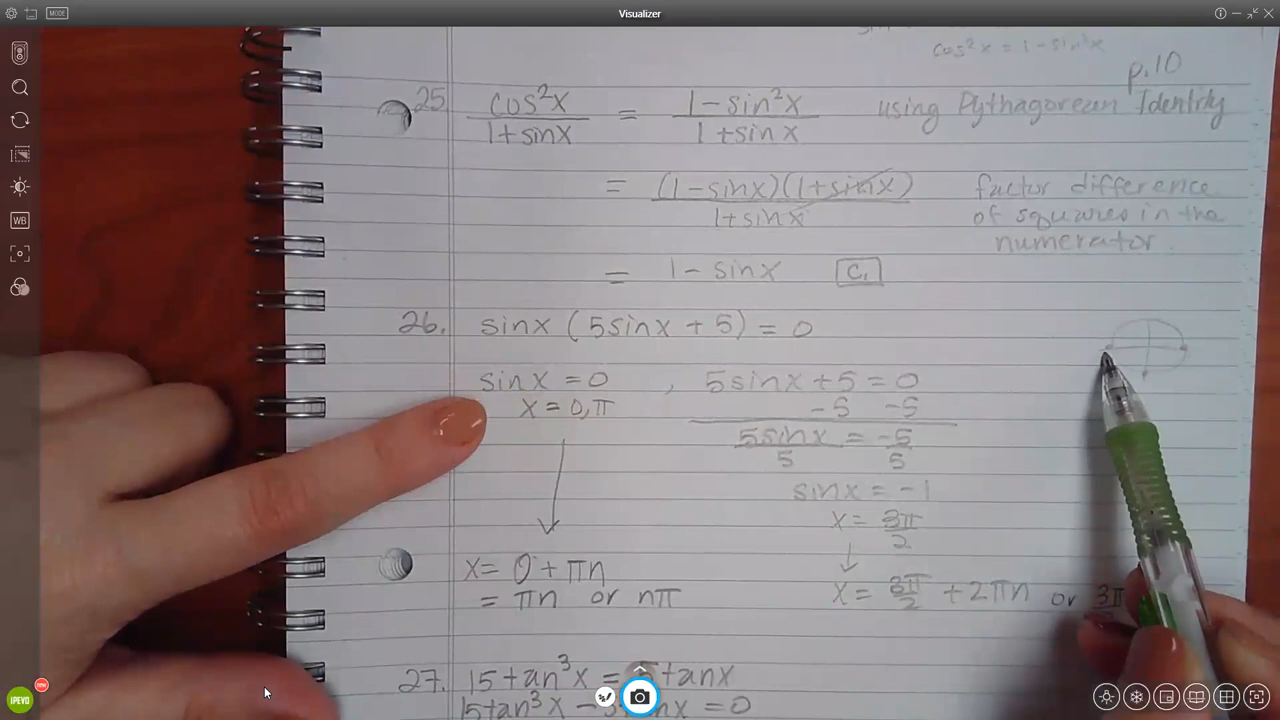 MODE
Visualizer
cos²x = 1 - sin²x
p.10
25 cos²x / 1+sinx = 1-sin²x / 1+sinx using Pythagorean Identity
= (1-sinx)(1+sinx) / 1+sinx factor difference
of squares in the
numerator.
= 1- sinx C.
26. sinx (5sinx + 5) = 0
sinx = 0 , 5sinx + 5 = 0
x = 0,π -5 -5
5sinx / 5 = -5 / 5
sinx = -1
x = 3π / 2
x = 0 + πn
= πn or nπ
x = 3π / 2 + 2πn or 3π
27. 15tan³x = 5tanx
15tan³x - = 0
WB
IPEVO
new